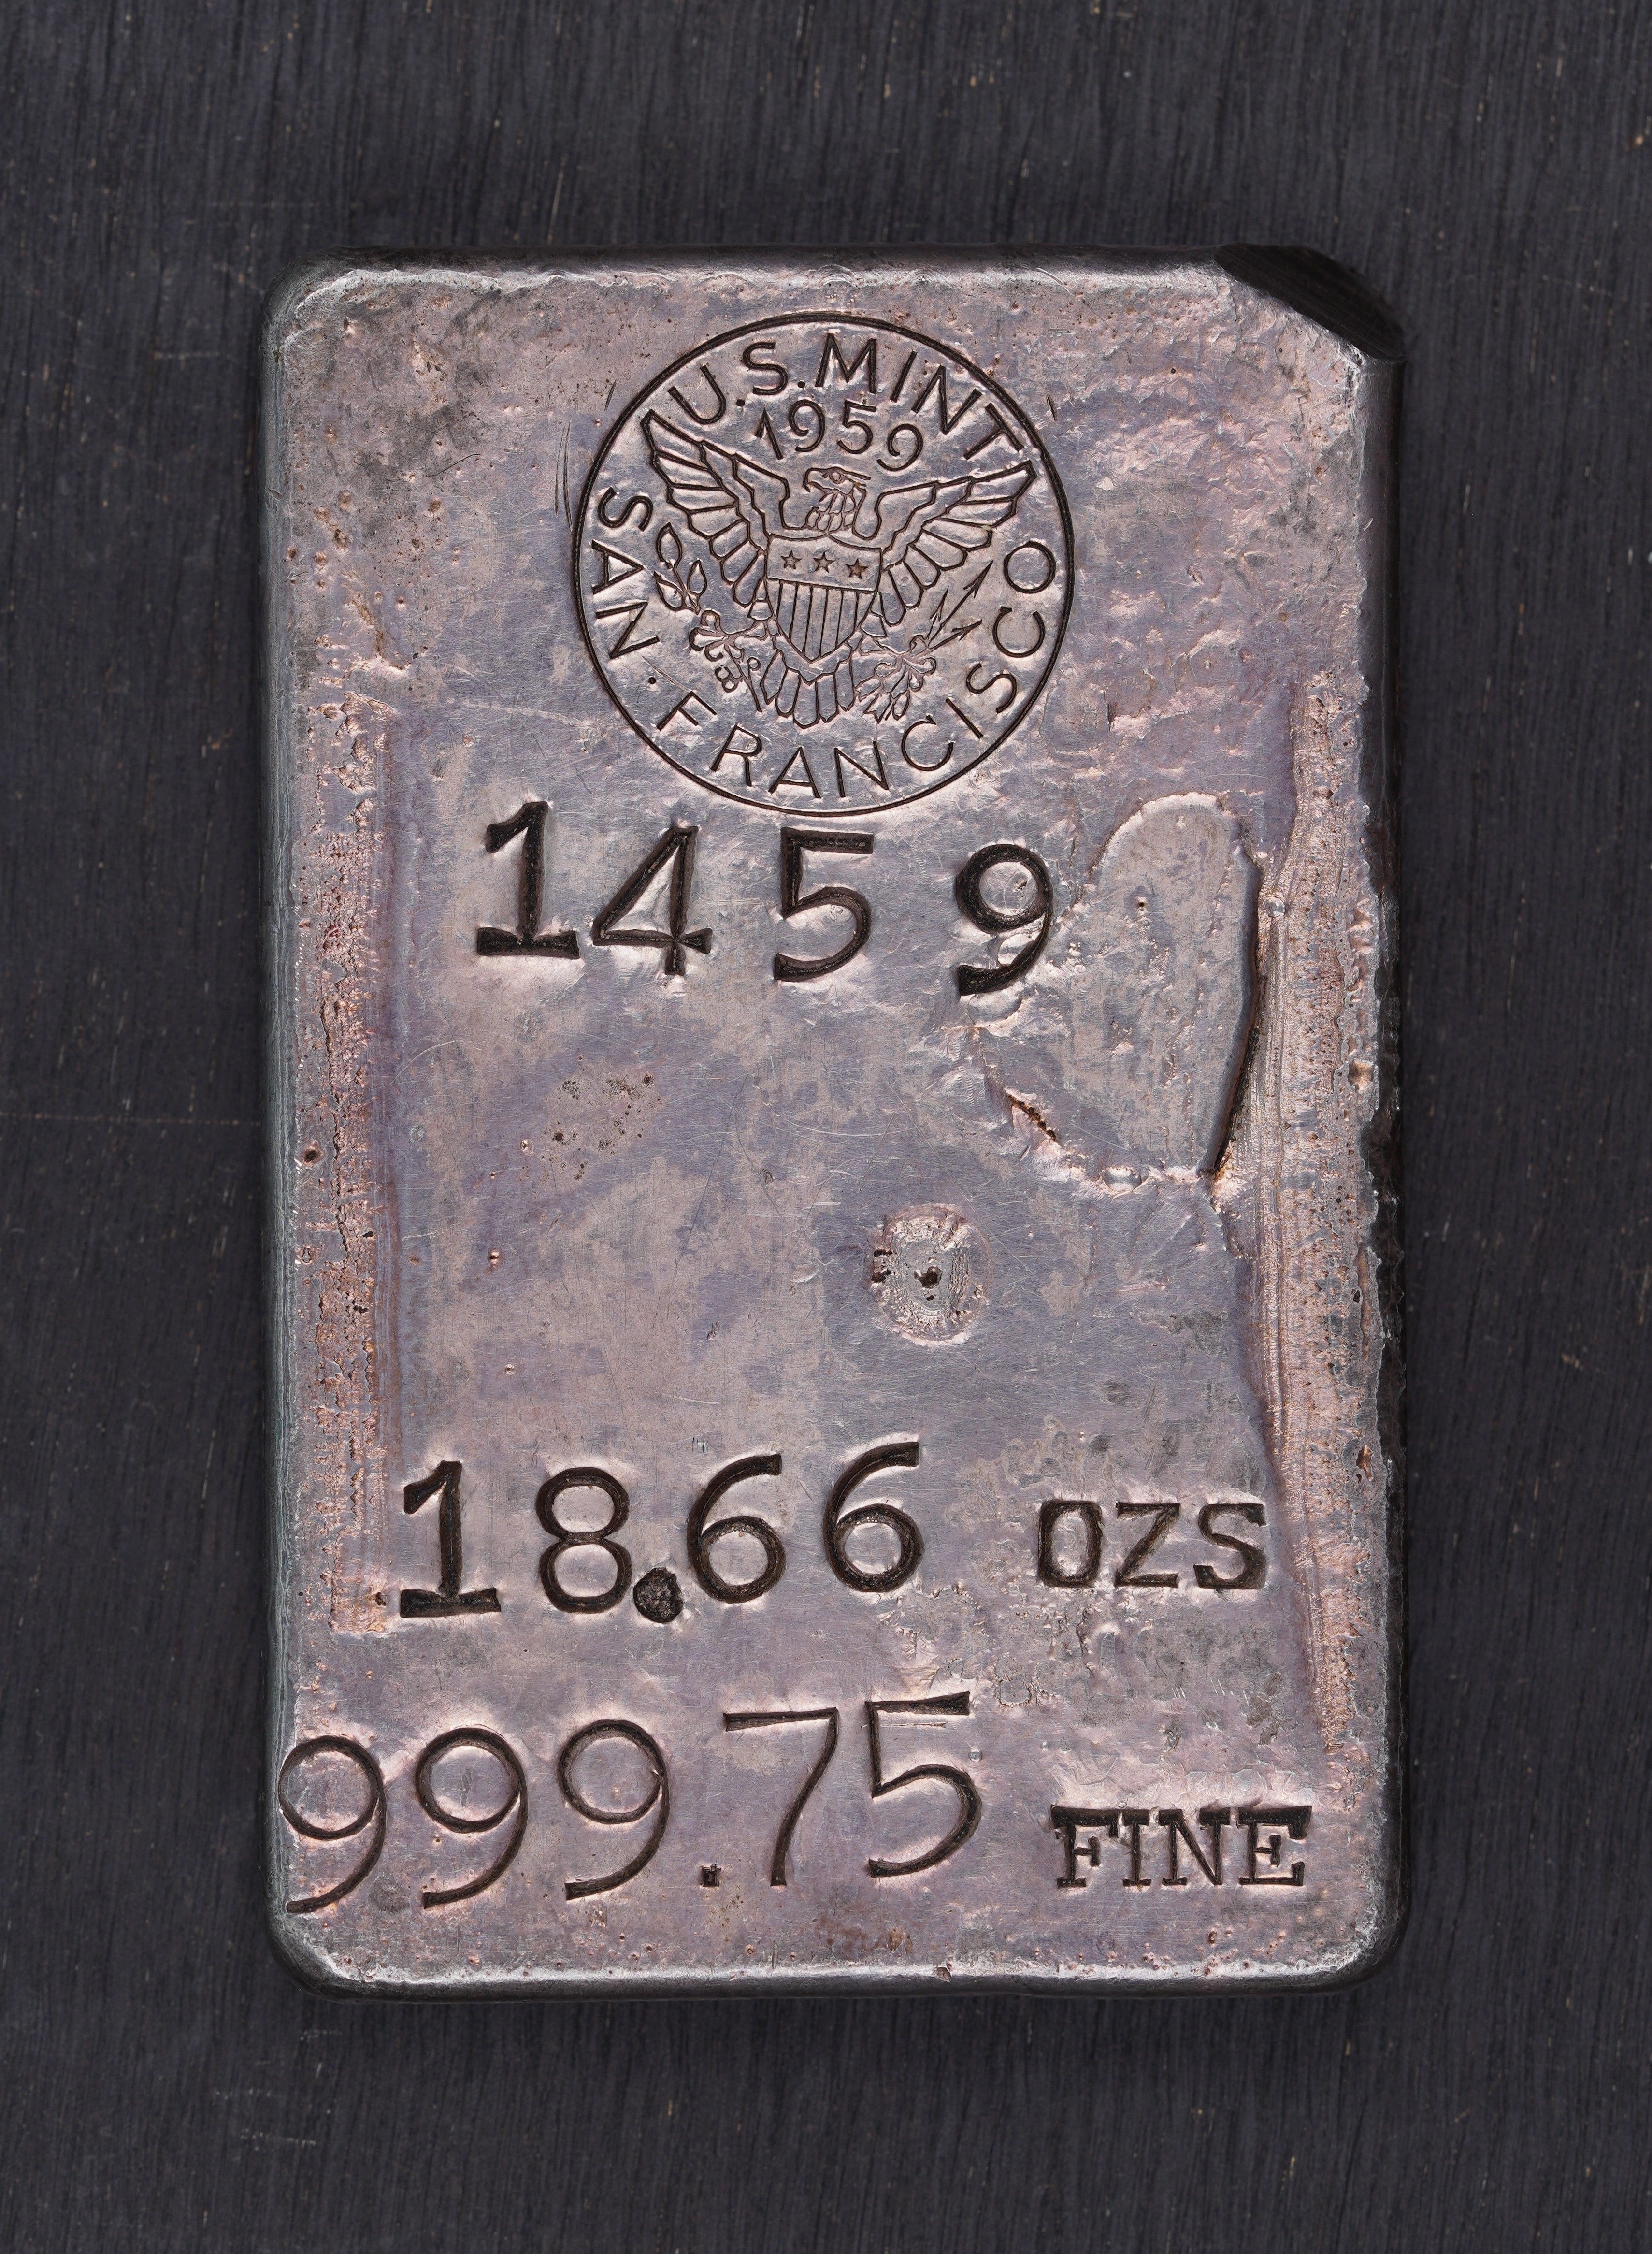 U.S. MINT
1959
SAN FRANCISCO
1459
18.66 OZS
999.75 FINE